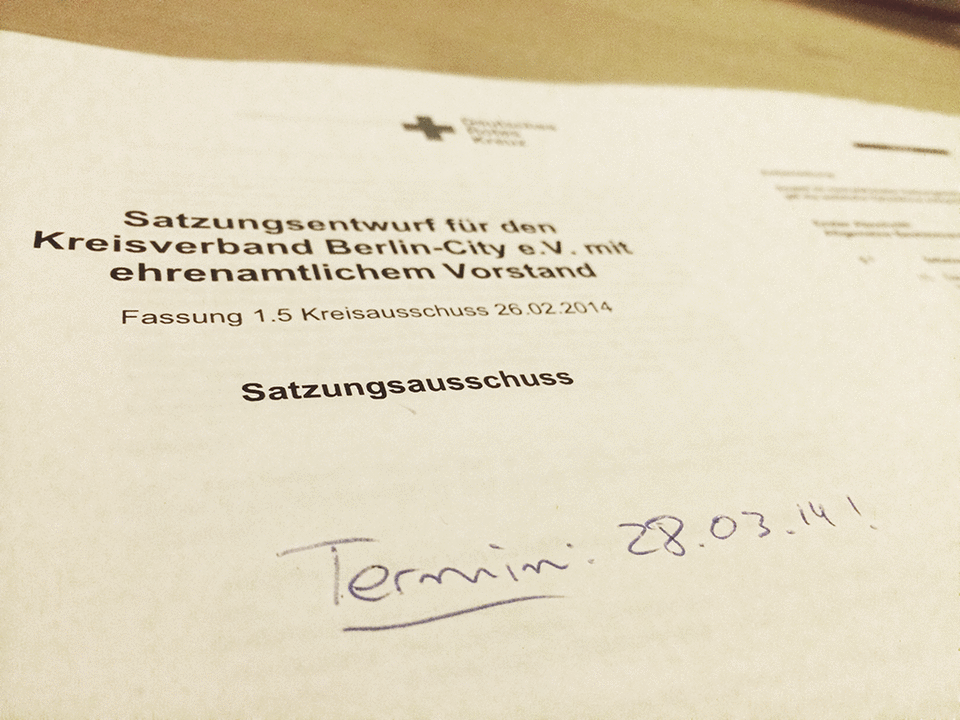 Deutsches
Rotes
Kreuz
Satzungsentwurf für den
Kreisverband Berlin-City e.V. mit
ehrenamtlichem Vorstand
Fassung 1.5 Kreisausschuss 26.02.2014
Satzungsausschuss
Termin: 28.03.14!